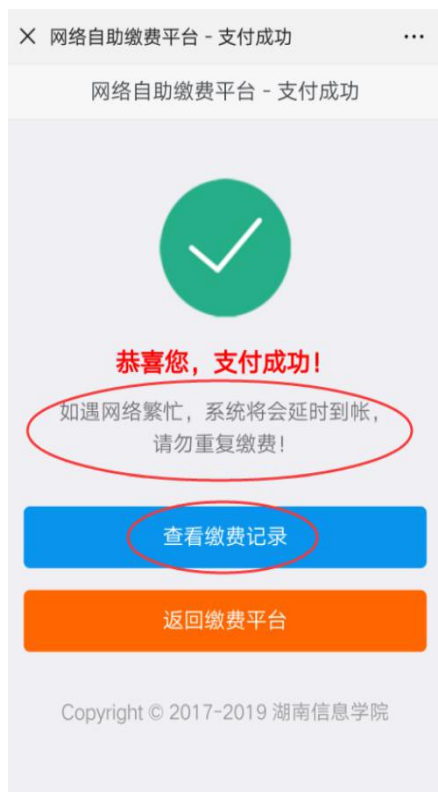 网络自助缴费平台 - 支付成功
网络自助缴费平台 - 支付成功
恭喜您，支付成功！
如遇网络繁忙，系统将会延时到帐，
请勿重复缴费！
查看缴费记录
返回缴费平台
Copyright © 2017-2019 湖南信息学院